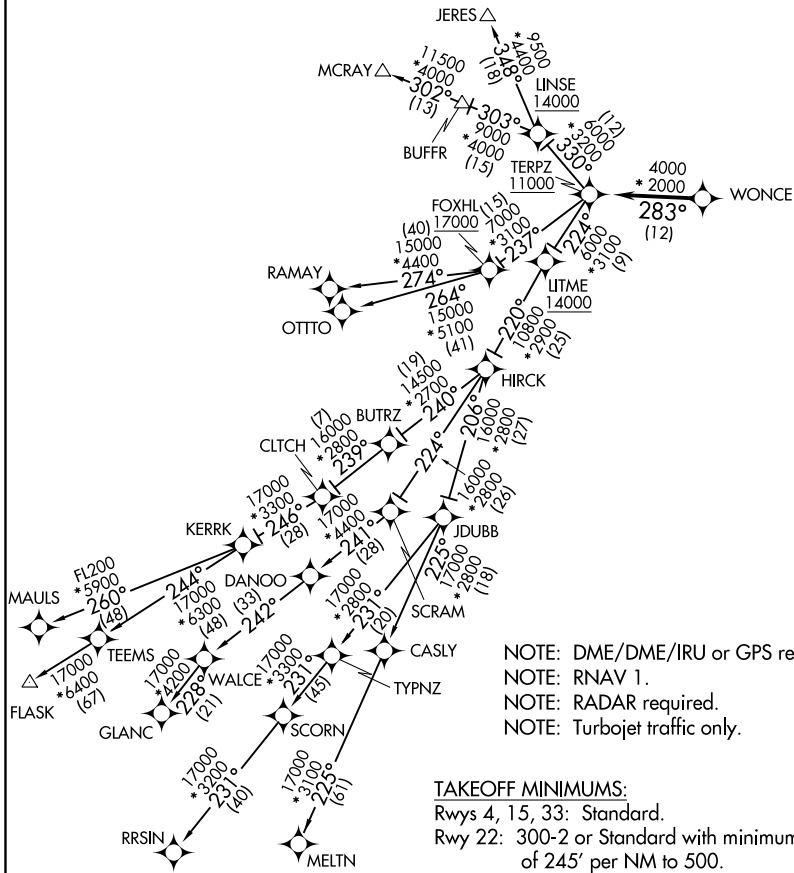 JERES
9500
*4400
348°
(18)
MCRAY
11500
*4000
302°
(13)
LINSE
14000
303°
9000
*4000
(15)
BUFFR
(12)
6000
*3200
330°
TERPZ
11000
4000
*2000
283°
(12)
WONCE
FOXHL
17000
(15)
7000
*3100
237°
224°
6000
*3100
(9)
(40)
15000
*4400
274°
RAMAY
OTTTO
264°
15000
*5100
(41)
LITME
14000
220°
10800
*2900
(25)
HIRCK
(19)
14500
*2700
240°
BUTRZ
206°
16000
*2800
(27)
224°
16000
*2800
(26)
(7)
16000
*2800
239°
CLTCH
17000
*3300
246°
(28)
KERRK
17000
*4400
241°
(28)
SCRAM
JDUBB
225°
17000
*2800
(18)
FL200
*5900
260°
(48)
MAULS
244°
17000
*6300
(48)
TEEMS
DANOO
(33)
242°
17000
*2800
231°
(20)
CASLY
17000
*6400
(67)
FLASK
17000
*4200
228°
(21)
WALCE
GLANC
17000
*3300
231°
(45)
TYPNZ
SCORN
17000
*3200
231°
(40)
RRSIN
17000
*3100
225°
(61)
MELTN
NOTE: DME/DME/IRU or GPS re
NOTE: RNAV 1.
NOTE: RADAR required.
NOTE: Turbojet traffic only.
TAKEOFF MINIMUMS:
Rwys 4, 15, 33: Standard.
Rwy 22: 300-2 or Standard with minimum
of 245' per NM to 500.